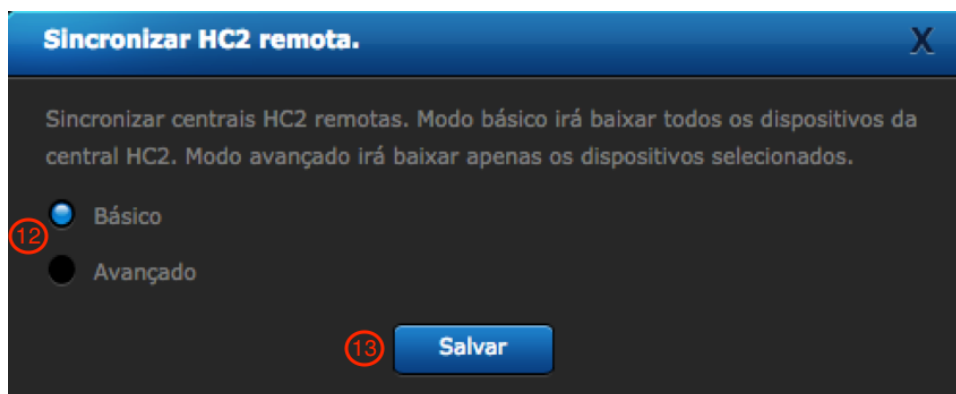 Sincronizar HC2 remota.
X
Sincronizar centrais HC2 remotas. Modo básico irá baixar todos os dispositivos da
central HC2. Modo avançado irá baixar apenas os dispositivos selecionados.
Básico
12
Avançado
13 Salvar